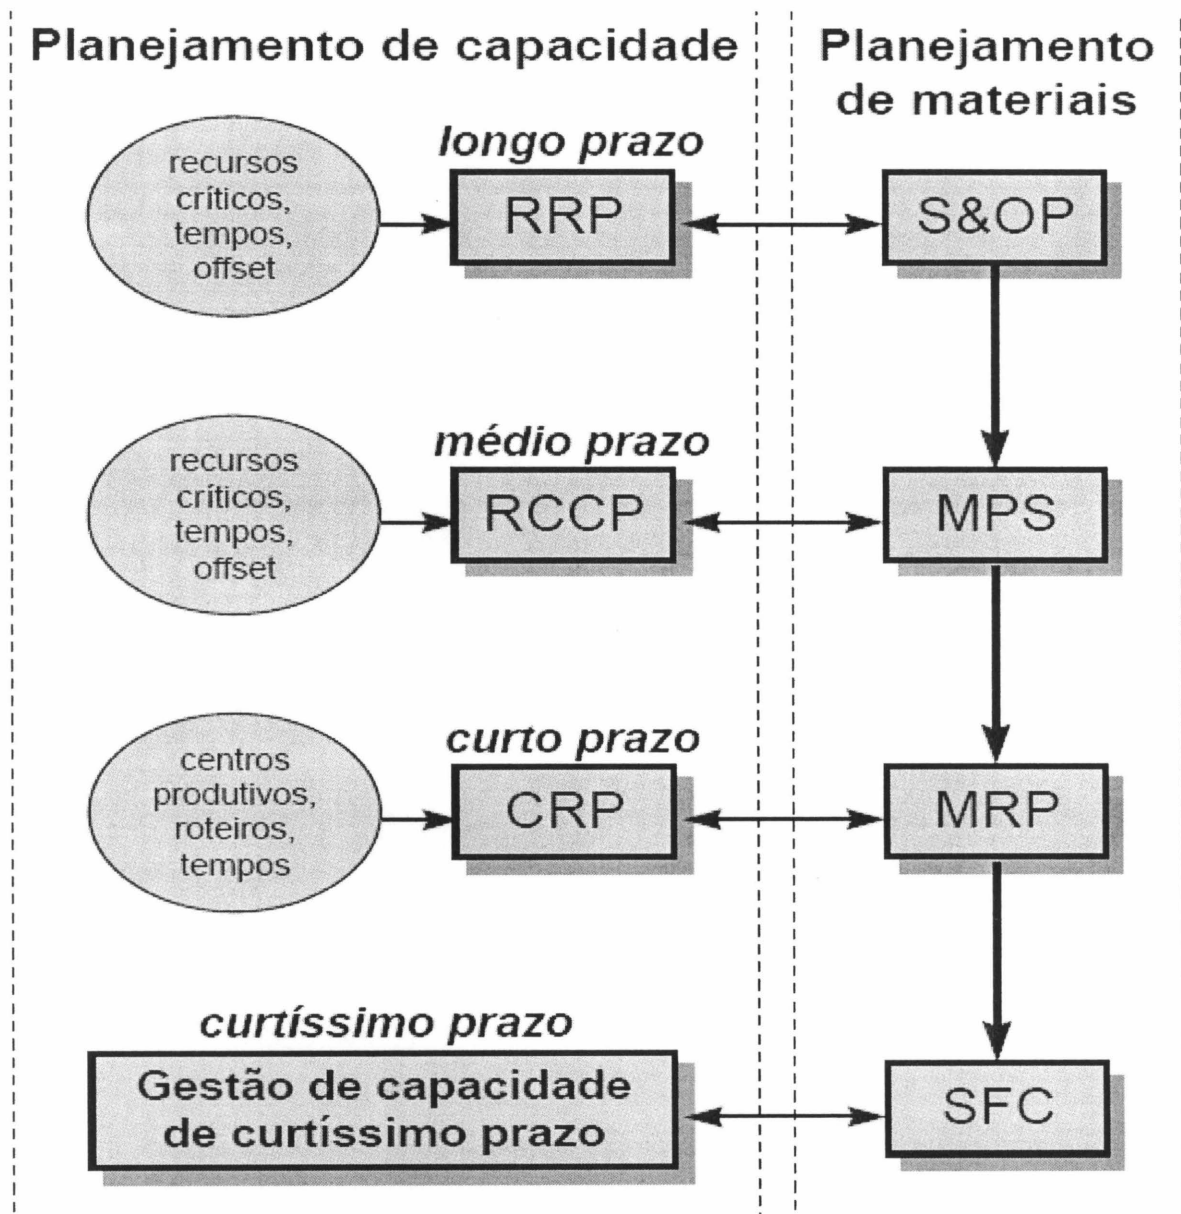 Planejamento de capacidade
Planejamento
de materiais
longo prazo
recursos
críticos,
tempos,
offset
RRP
S&OP
médio prazo
recursos
críticos,
tempos,
offset
RCCP
MPS
curto prazo
centros
produtivos,
roteiros,
tempos
CRP
MRP
curtíssimo prazo
Gestão de capacidade
de curtíssimo prazo
SFC